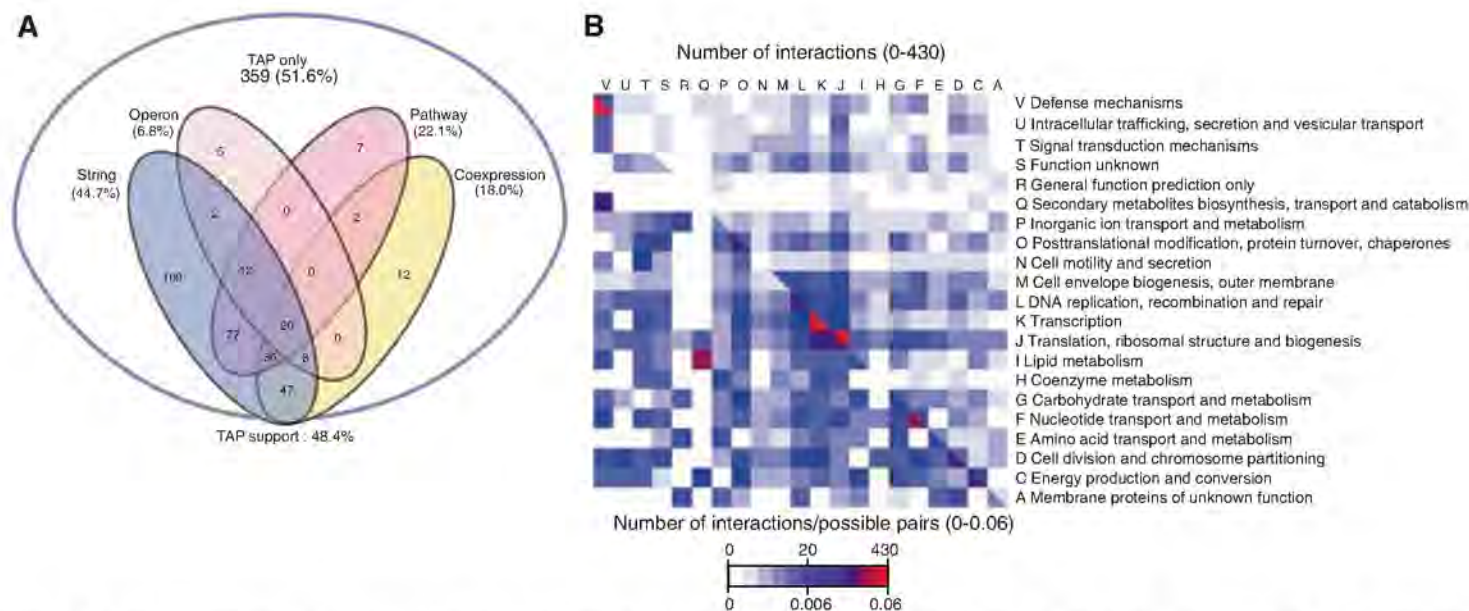 A
TAP only
359 (51.6%)
Operon
(6.8%)
Pathway
(22.1%)
String
(44.7%)
Coexpression
(18.0%)
7
2
0
2
0
12
77
20
0
47
TAP support : 48.4%
B
Number of interactions (0-430)
V U T S R Q P O N M L K J I H G F E D C A
V Defense mechanisms
U Intracellular trafficking, secretion and vesicular transport
T Signal transduction mechanisms
S Function unknown
R General function prediction only
Q Secondary metabolites biosynthesis, transport and catabolism
P Inorganic ion transport and metabolism
O Posttranslational modification, protein turnover, chaperones
N Cell motility and secretion
M Cell envelope biogenesis, outer membrane
L DNA replication, recombination and repair
K Transcription
J Translation, ribosomal structure and biogenesis
I Lipid metabolism
H Coenzyme metabolism
G Carbohydrate transport and metabolism
F Nucleotide transport and metabolism
E Amino acid transport and metabolism
D Cell division and chromosome partitioning
C Energy production and conversion
A Membrane proteins of unknown function
Number of interactions/possible pairs (0-0.06)
0 20 430
0 0.006 0.06